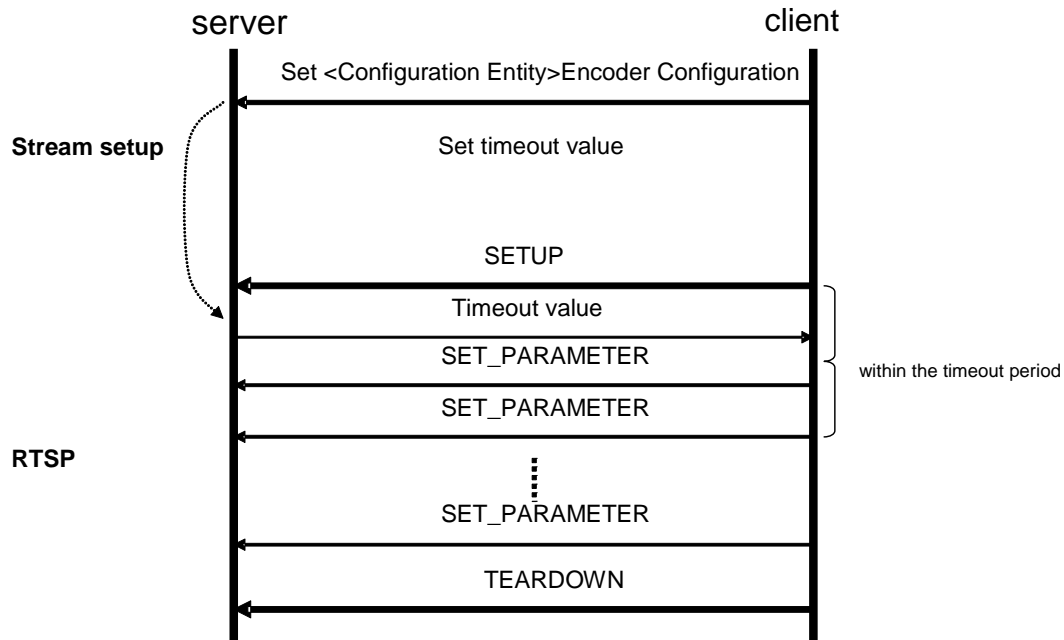 server
client
Set <Configuration Entity>Encoder Configuration
Stream setup
Set timeout value
SETUP
Timeout value
SET_PARAMETER
within the timeout period
SET_PARAMETER
RTSP
SET_PARAMETER
TEARDOWN